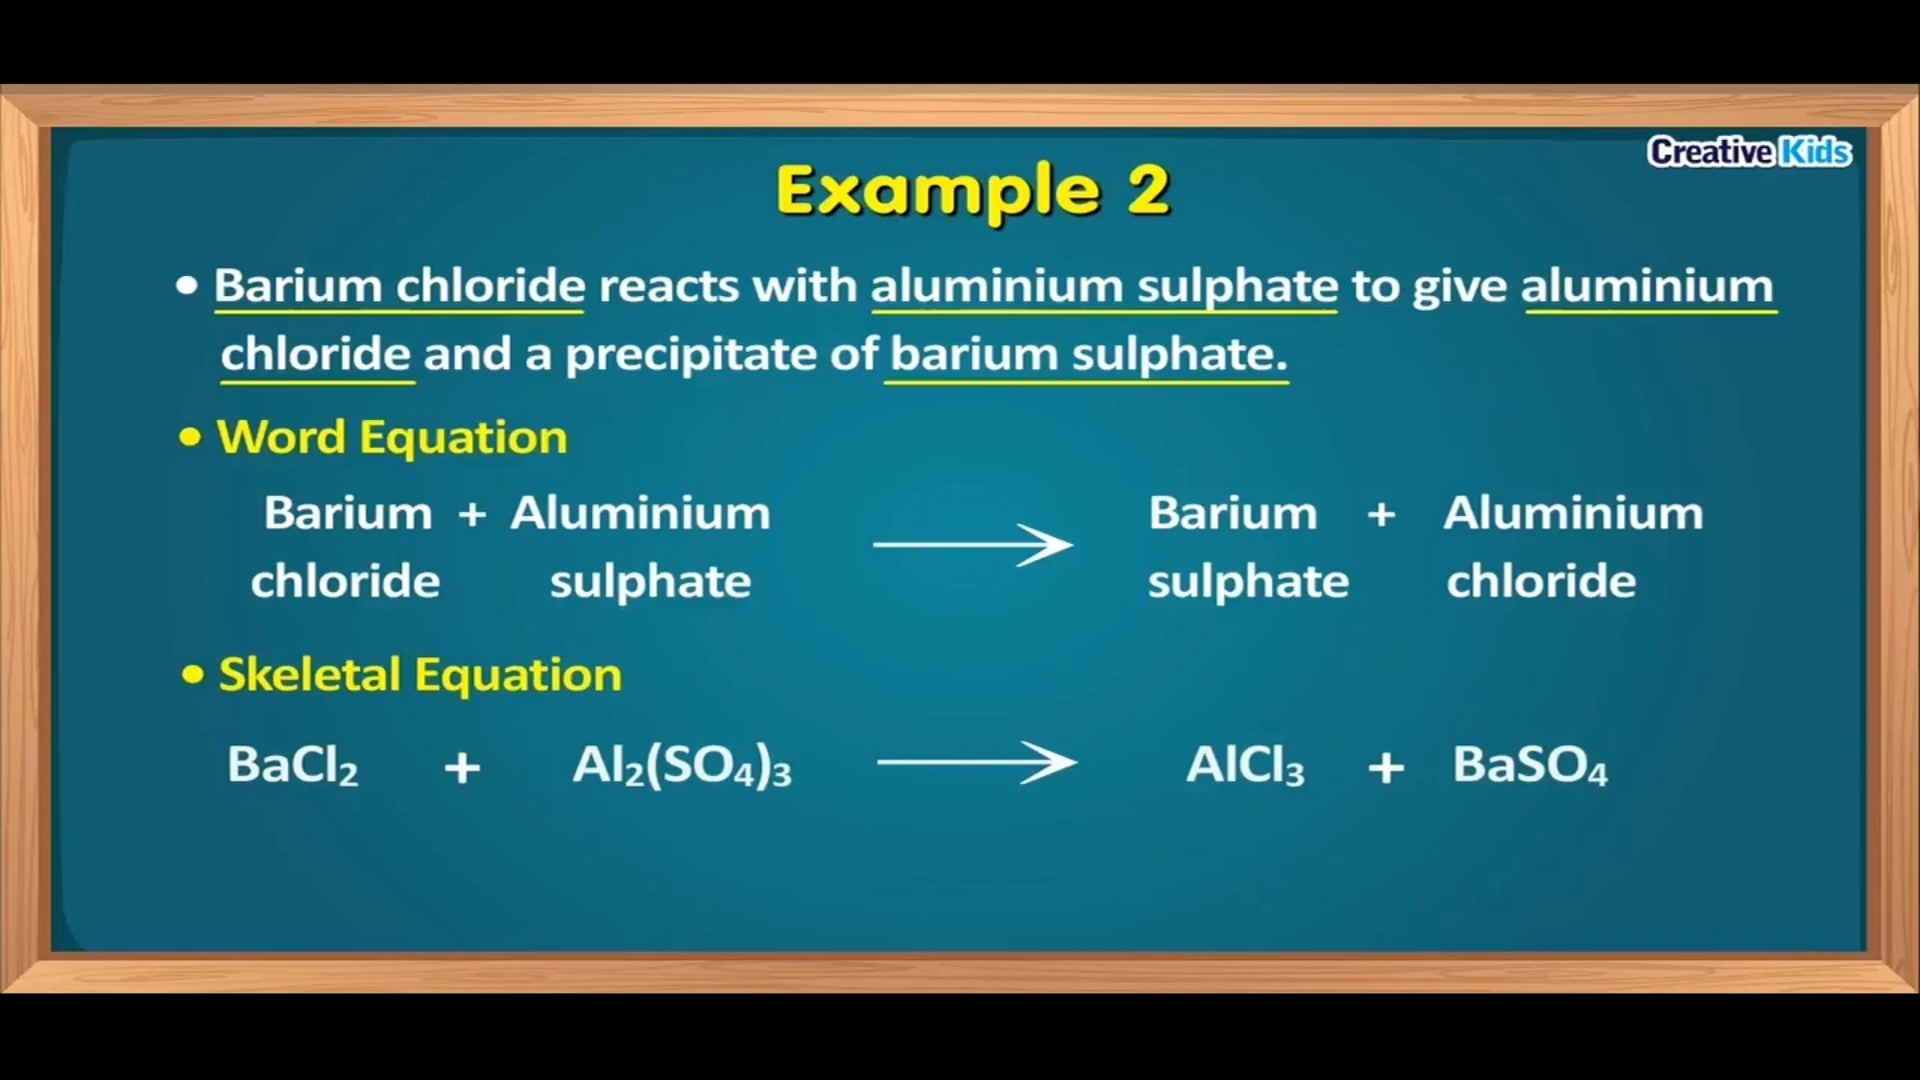 Creative Kids
Example 2
• Barium chloride reacts with aluminium sulphate to give aluminium
chloride and a precipitate of barium sulphate.
• Word Equation
Barium + Aluminium ⟶ Barium + Aluminium
chloride sulphate sulphate chloride
• Skeletal Equation
BaCl₂ + Al₂(SO₄)₃ ⟶ AlCl₃ + BaSO₄